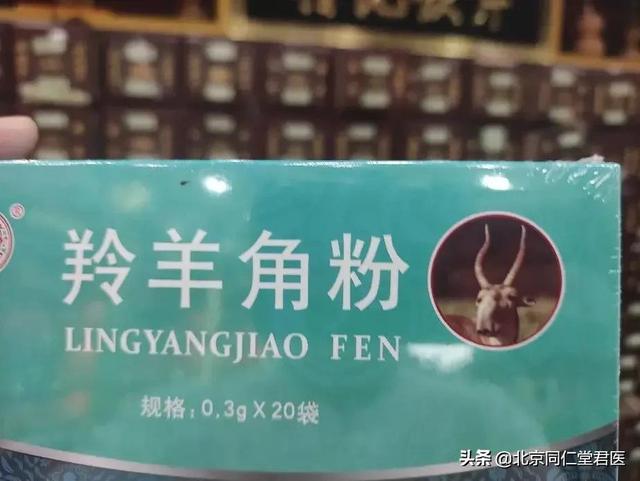 ®
羚羊角粉
LINGYANGJIAO FEN
规格：0.3g X 20袋
头条 @北京同仁堂君医